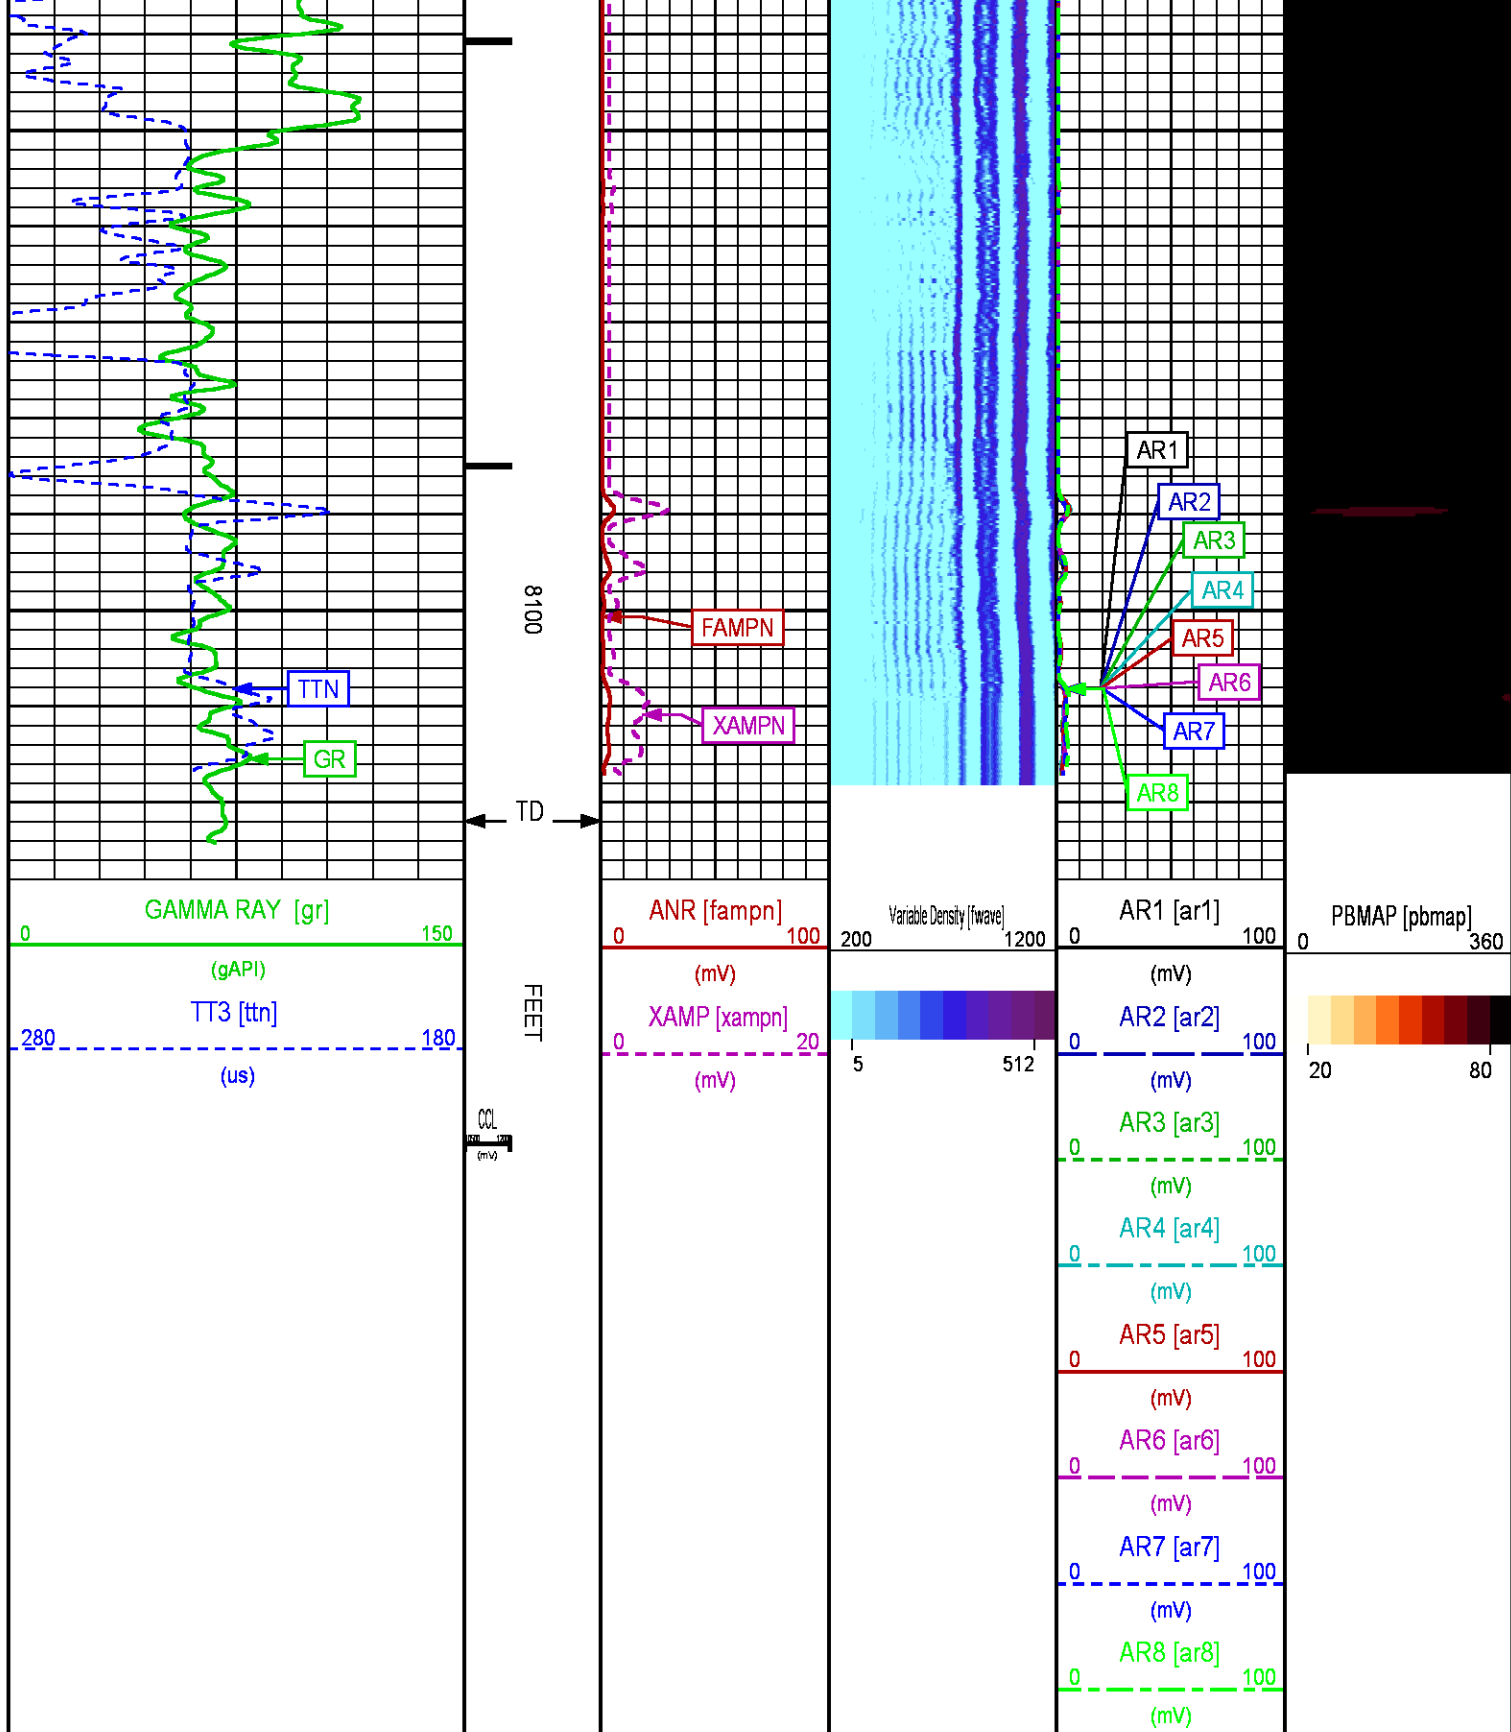 AR1
AR2
AR3
AR4
AR5
AR6
AR7
AR8
8100
FAMPN
XAMPN
TTN
GR
TD
GAMMA RAY [gr]
0 150
(gAPI)
TT3 [ttn]
280 180
(us)
FEET
CCL
(mV)
ANR [fampn]
0 100
(mV)
XAMP [xampn]
0 20
(mV)
Variable Density [fwave]
200 1200
5 512
AR1 [ar1]
0 100
(mV)
AR2 [ar2]
0 100
(mV)
AR3 [ar3]
0 100
(mV)
AR4 [ar4]
0 100
(mV)
AR5 [ar5]
0 100
(mV)
AR6 [ar6]
0 100
(mV)
AR7 [ar7]
0 100
(mV)
AR8 [ar8]
0 100
(mV)
PBMAP [pbmap]
0 360
20 80